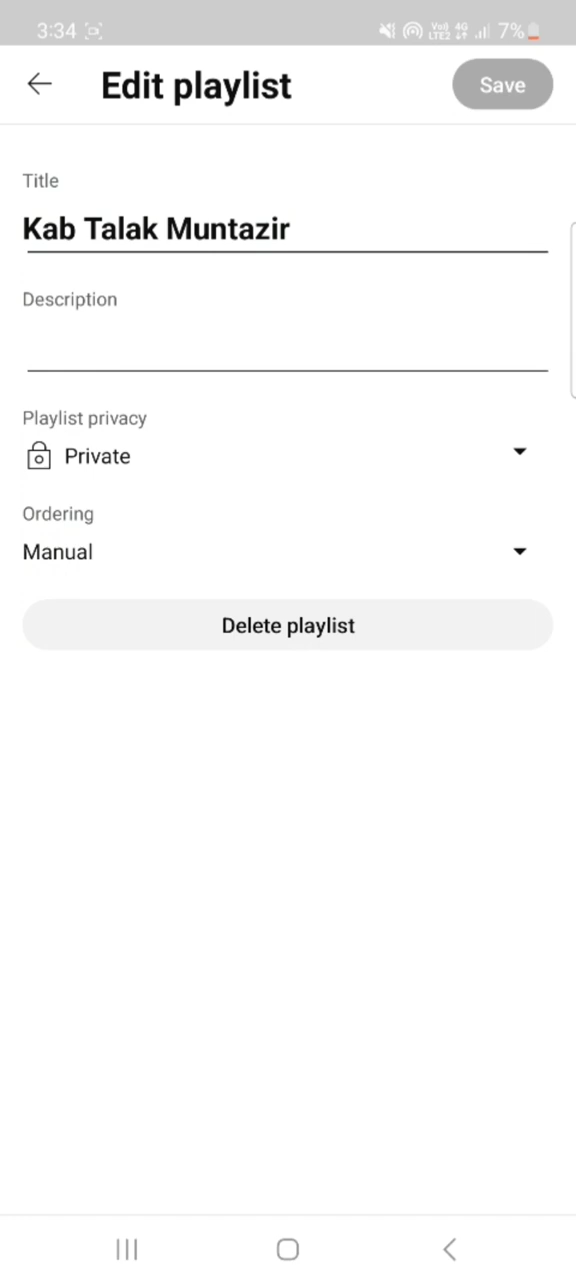 3:34 7%
Edit playlist Save
Title
Kab Talak Muntazir
Description
Playlist privacy
Private
Ordering
Manual
Delete playlist